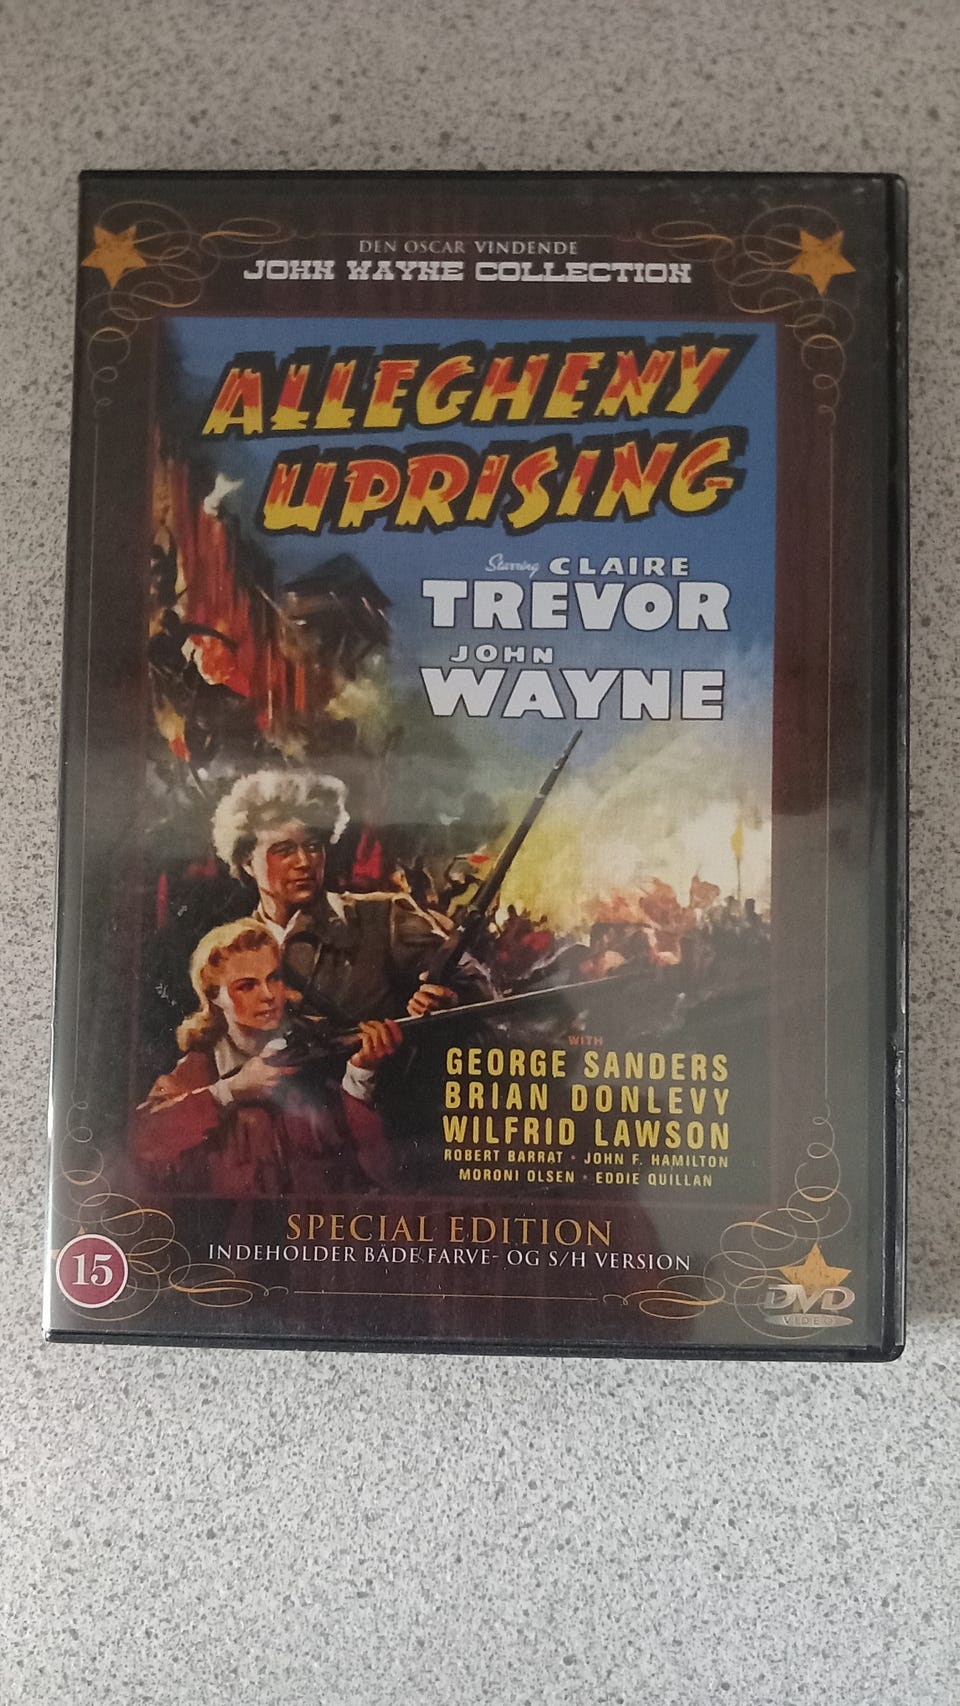 DEN OSCAR VINDENDE
JOHN WAYNE COLLECTION
ALLEGHENY
UPRISING
Starring CLAIRE
TREVOR
JOHN
WAYNE
WITH
GEORGE SANDERS
BRIAN DONLEVY
WILFRID LAWSON
ROBERT BARRAT · JOHN F. HAMILTON
MORONI OLSEN · EDDIE QUILLAN
SPECIAL EDITION
INDEHOLDER BÅDE FARVE- OG S/H VERSION
15
DVD
VIDEO